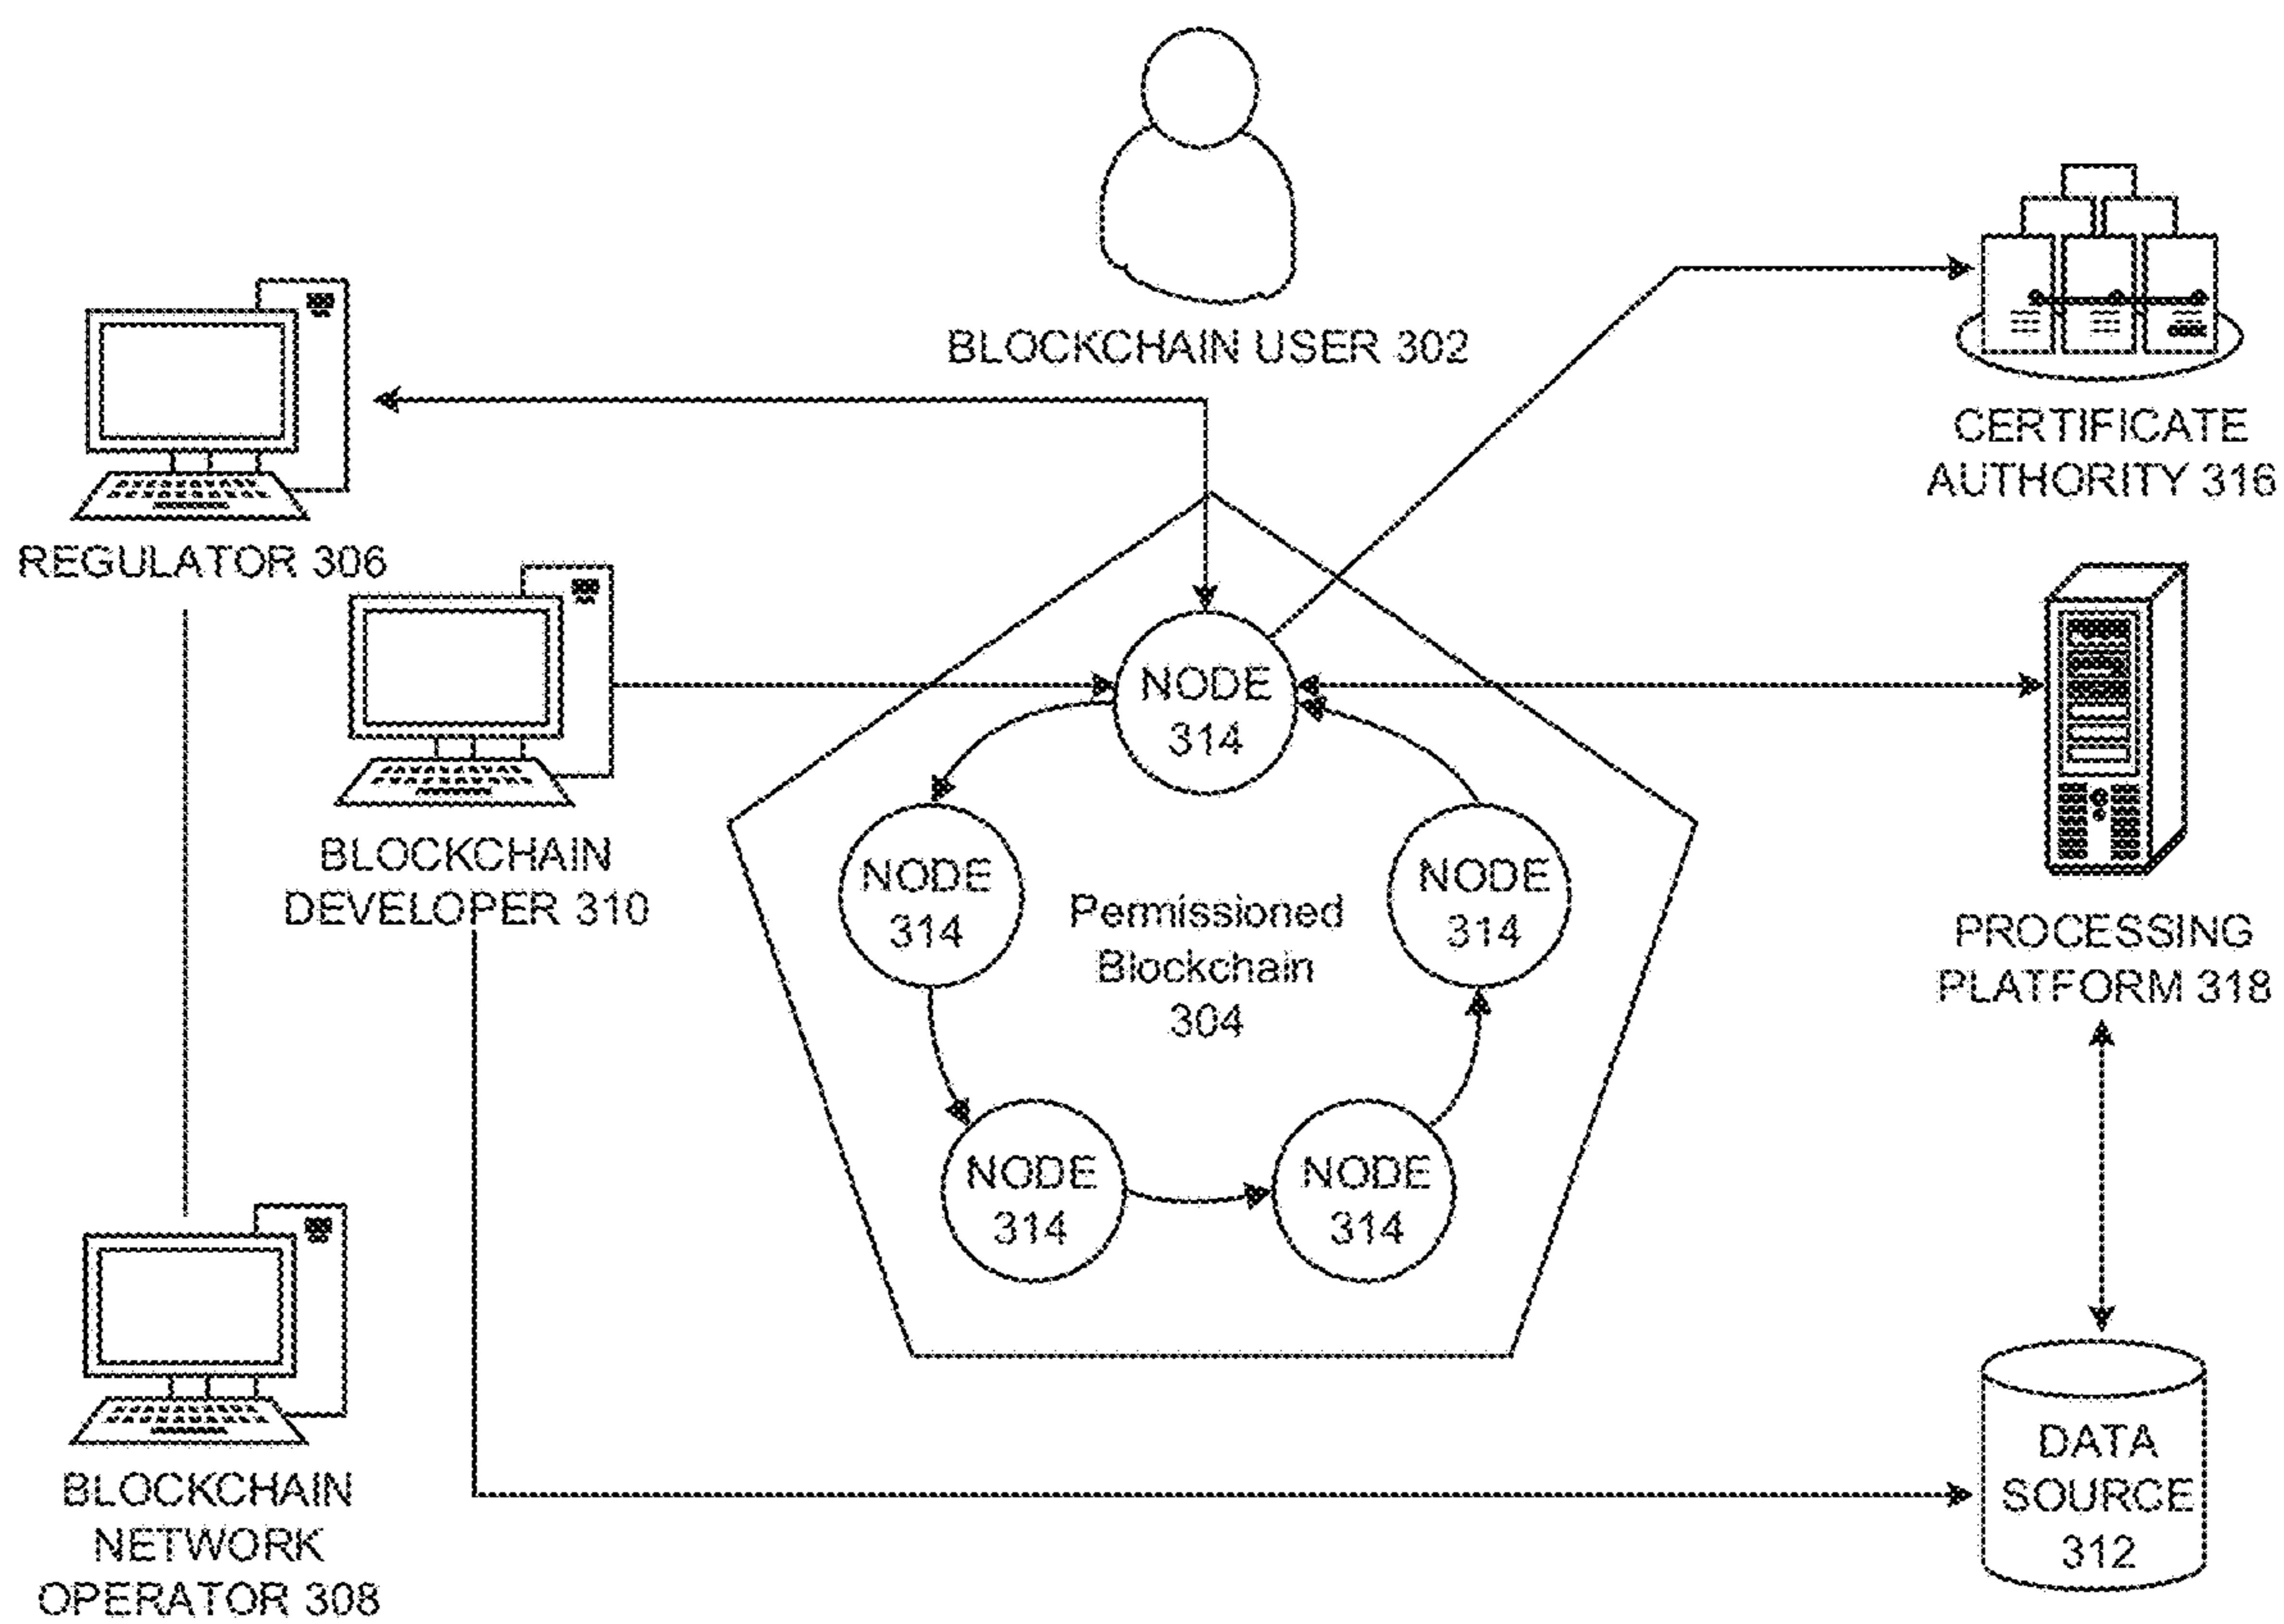 BLOCKCHAIN USER 302
CERTIFICATE
AUTHORITY 316
REGULATOR 306
BLOCKCHAIN
DEVELOPER 310
NODE
314
NODE
314
Permissioned
Blockchain
304
NODE
314
NODE
314
NODE
314
PROCESSING
PLATFORM 318
BLOCKCHAIN
NETWORK
OPERATOR 308
DATA
SOURCE
312